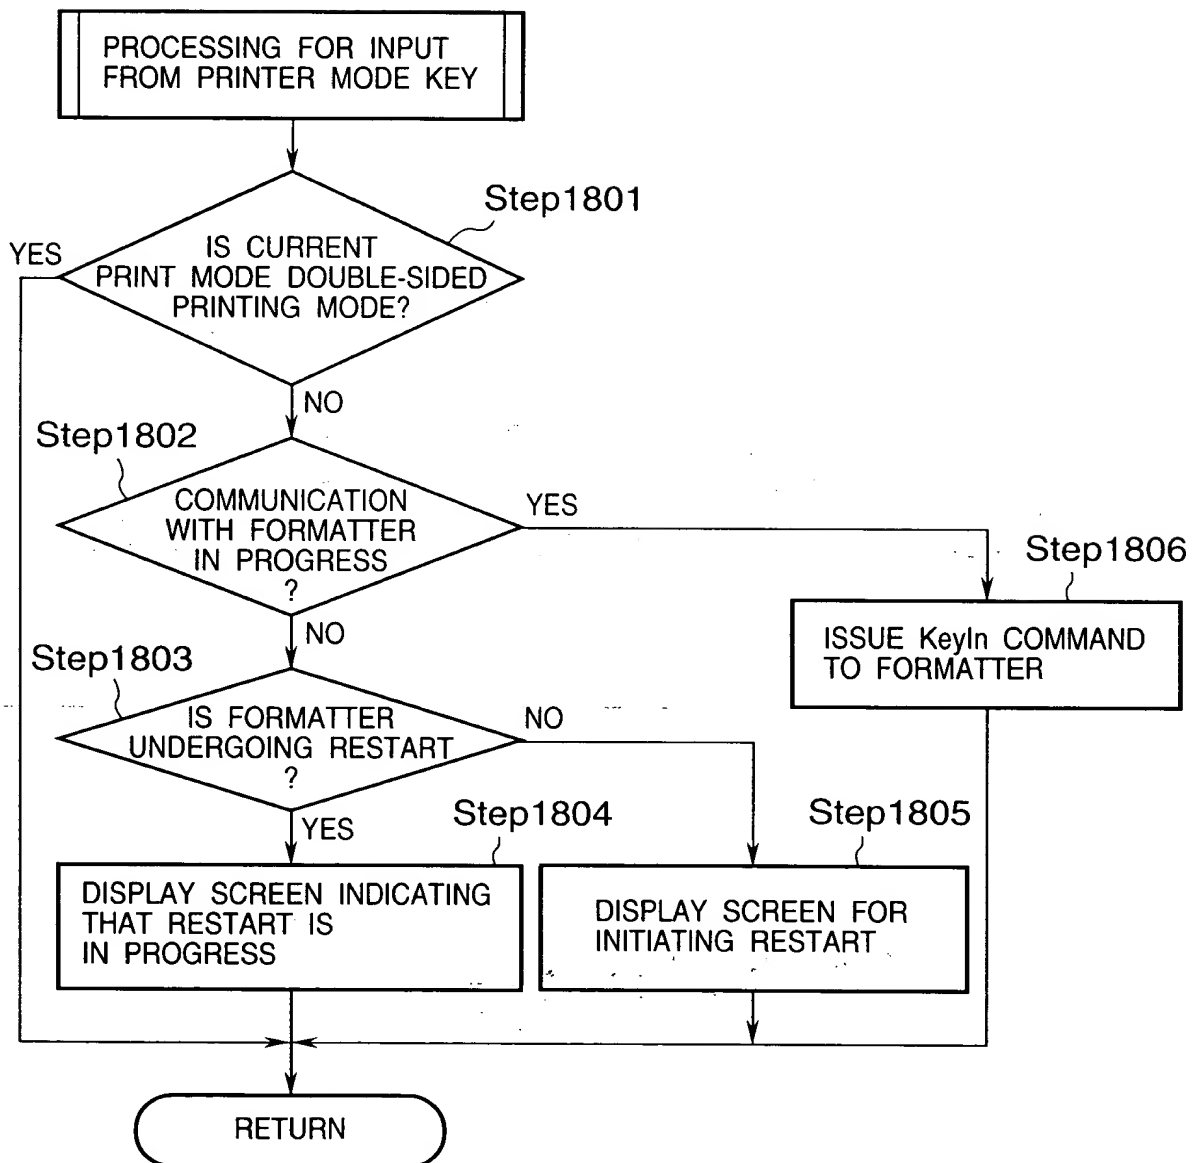 PROCESSING FOR INPUT
FROM PRINTER MODE KEY
Step1801
YES
IS CURRENT
PRINT MODE DOUBLE-SIDED
PRINTING MODE?
NO
Step1802
COMMUNICATION
WITH FORMATTER
IN PROGRESS
?
YES
Step1806
ISSUE KeyIn COMMAND
TO FORMATTER
NO
Step1803
IS FORMATTER
UNDERGOING RESTART
?
NO
YES
Step1804
DISPLAY SCREEN INDICATING
THAT RESTART IS
IN PROGRESS
Step1805
DISPLAY SCREEN FOR
INITIATING RESTART
RETURN